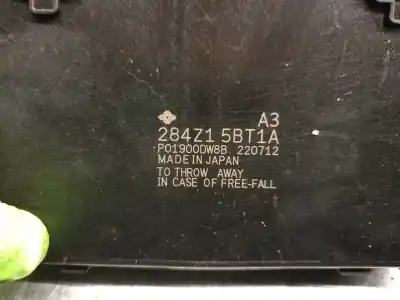 A3
284Z1 5BT1A
P01900DW8B 220712
MADE IN JAPAN
TO THROW AWAY
IN CASE OF FREE-FALL